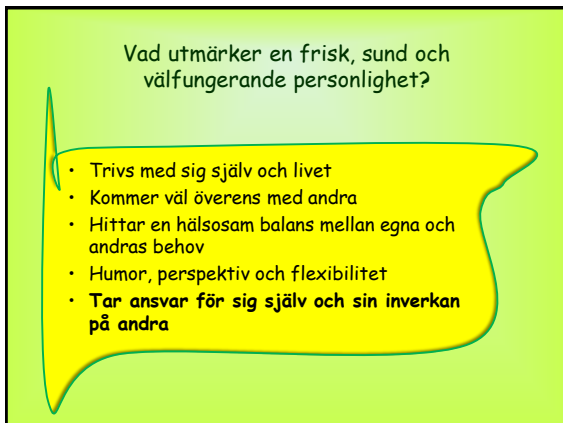 Vad utmärker en frisk, sund och
välfungerande personlighet?
• Trivs med sig själv och livet
• Kommer väl överens med andra
• Hittar en hälsosam balans mellan egna och
andras behov
• Humor, perspektiv och flexibilitet
• Tar ansvar för sig själv och sin inverkan
på andra